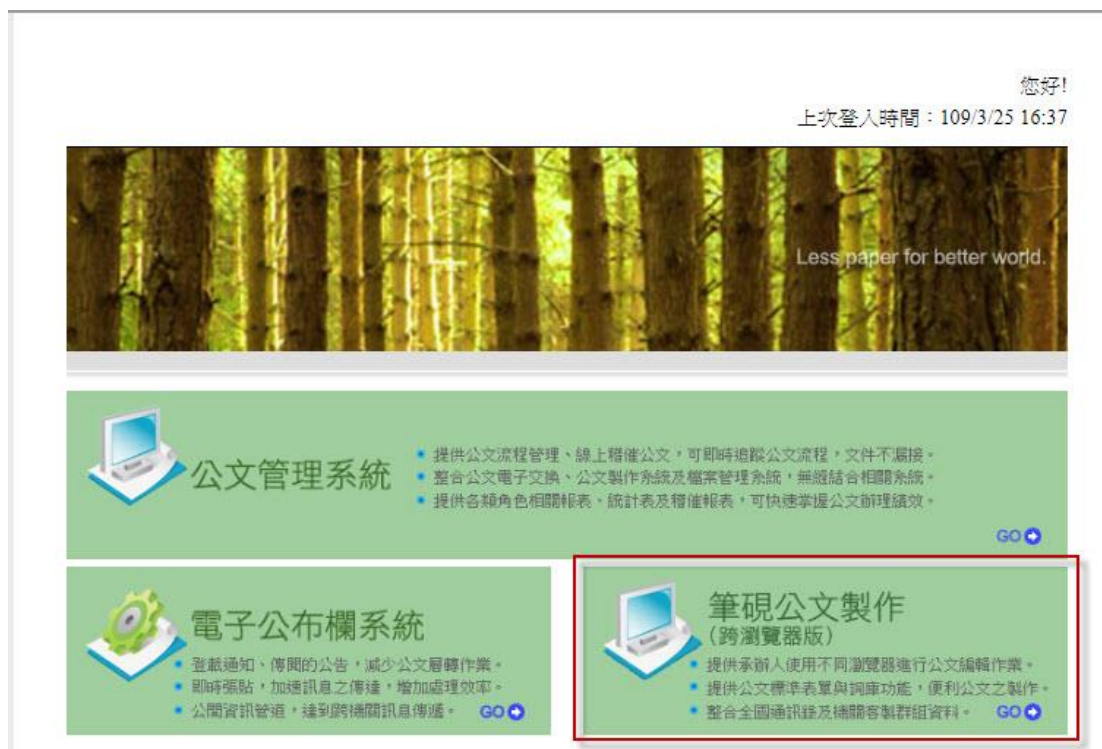 您好!
上次登入時間：109/3/25 16:37
Less paper for better world.
公文管理系統
提供公文流程管理、線上稽催公文，可即時追蹤公文流程，文件不漏接。
整合公文電子交換、公文製作系統及檔案管理系統，無縫結合相關系統。
提供各類角色相關報表、統計表及稽催報表，可快速掌握公文辦理績效。
GO
電子公布欄系統
登載通知、傳閱的公告，減少公文層轉作業。
即時張貼，加速訊息之傳達，增加處理效率。
公開資訊管道，達到跨機關訊息傳遞。 GO
筆硯公文製作
(跨瀏覽器版)
提供承辦人使用不同瀏覽器進行公文編輯作業。
提供公文標準表單與詞庫功能，便利公文之製作。
整合全國通訊錄及機關客製群組資料。 GO